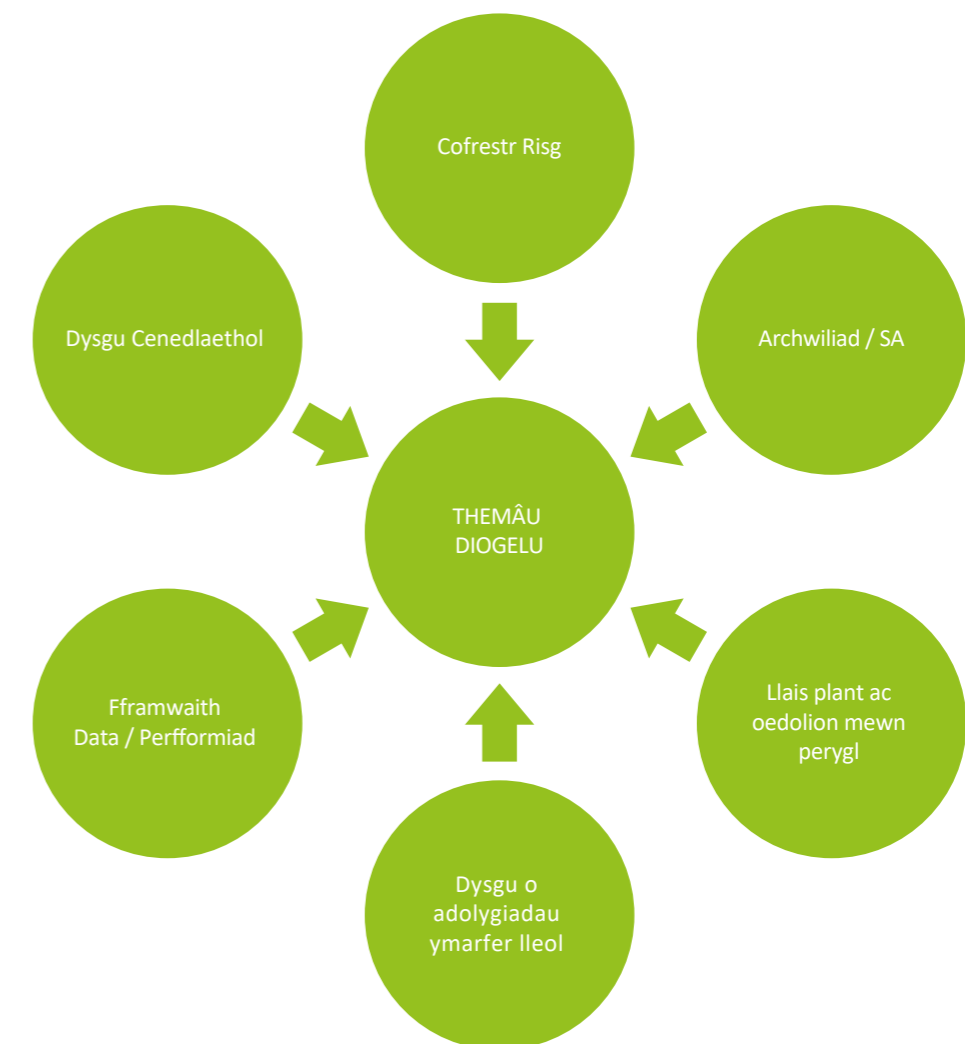 Cofrestr Risg
Dysgu Cenedlaethol
Archwiliad / SA
THEMÂU
DIOGELU
Fframwaith
Data / Perfformiad
Llais plant ac
oedolion mewn
perygl
Dysgu o
adolygiadau
ymarfer lleol